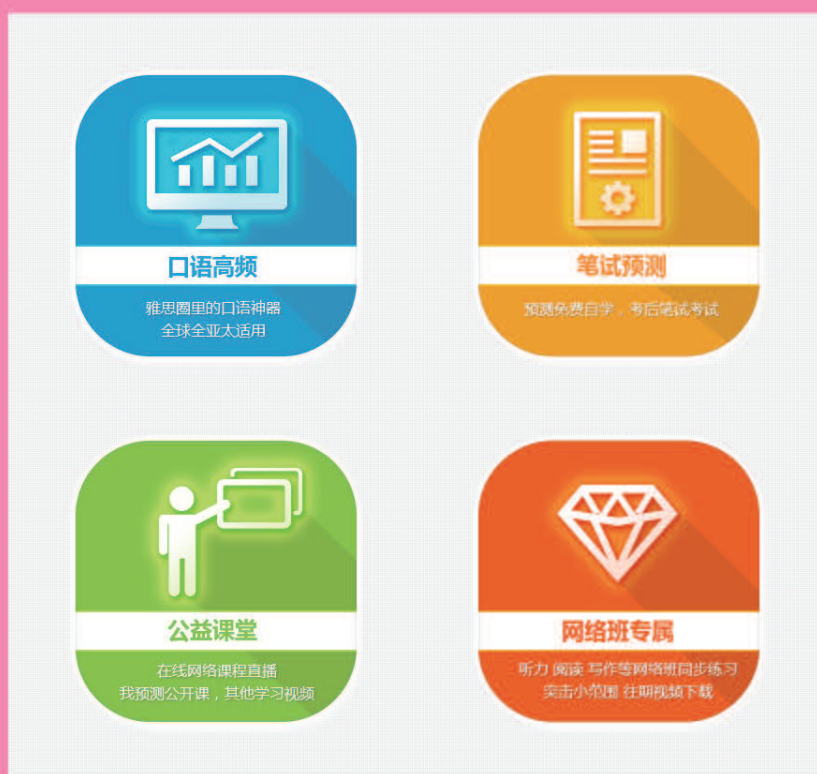 口语高频
雅思圈里的口语神器
全球全亚太适用
笔试预测
预测免费自学，考后笔试考试
公益课堂
在线网络课程直播
我预测公开课，其他学习视频
网络班专属
听力 阅读 写作等网络班同步练习
突击小范围 往期视频下载